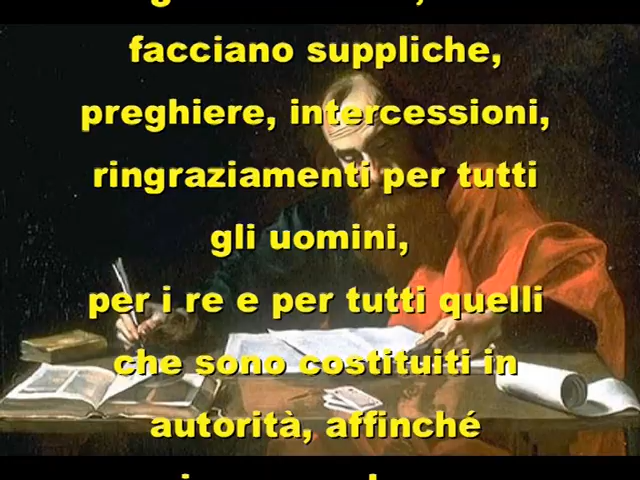 facciano suppliche,
preghiere, intercessioni,
ringraziamenti per tutti
gli uomini,
per i re e per tutti quelli
che sono costituiti in
autorità, affinché